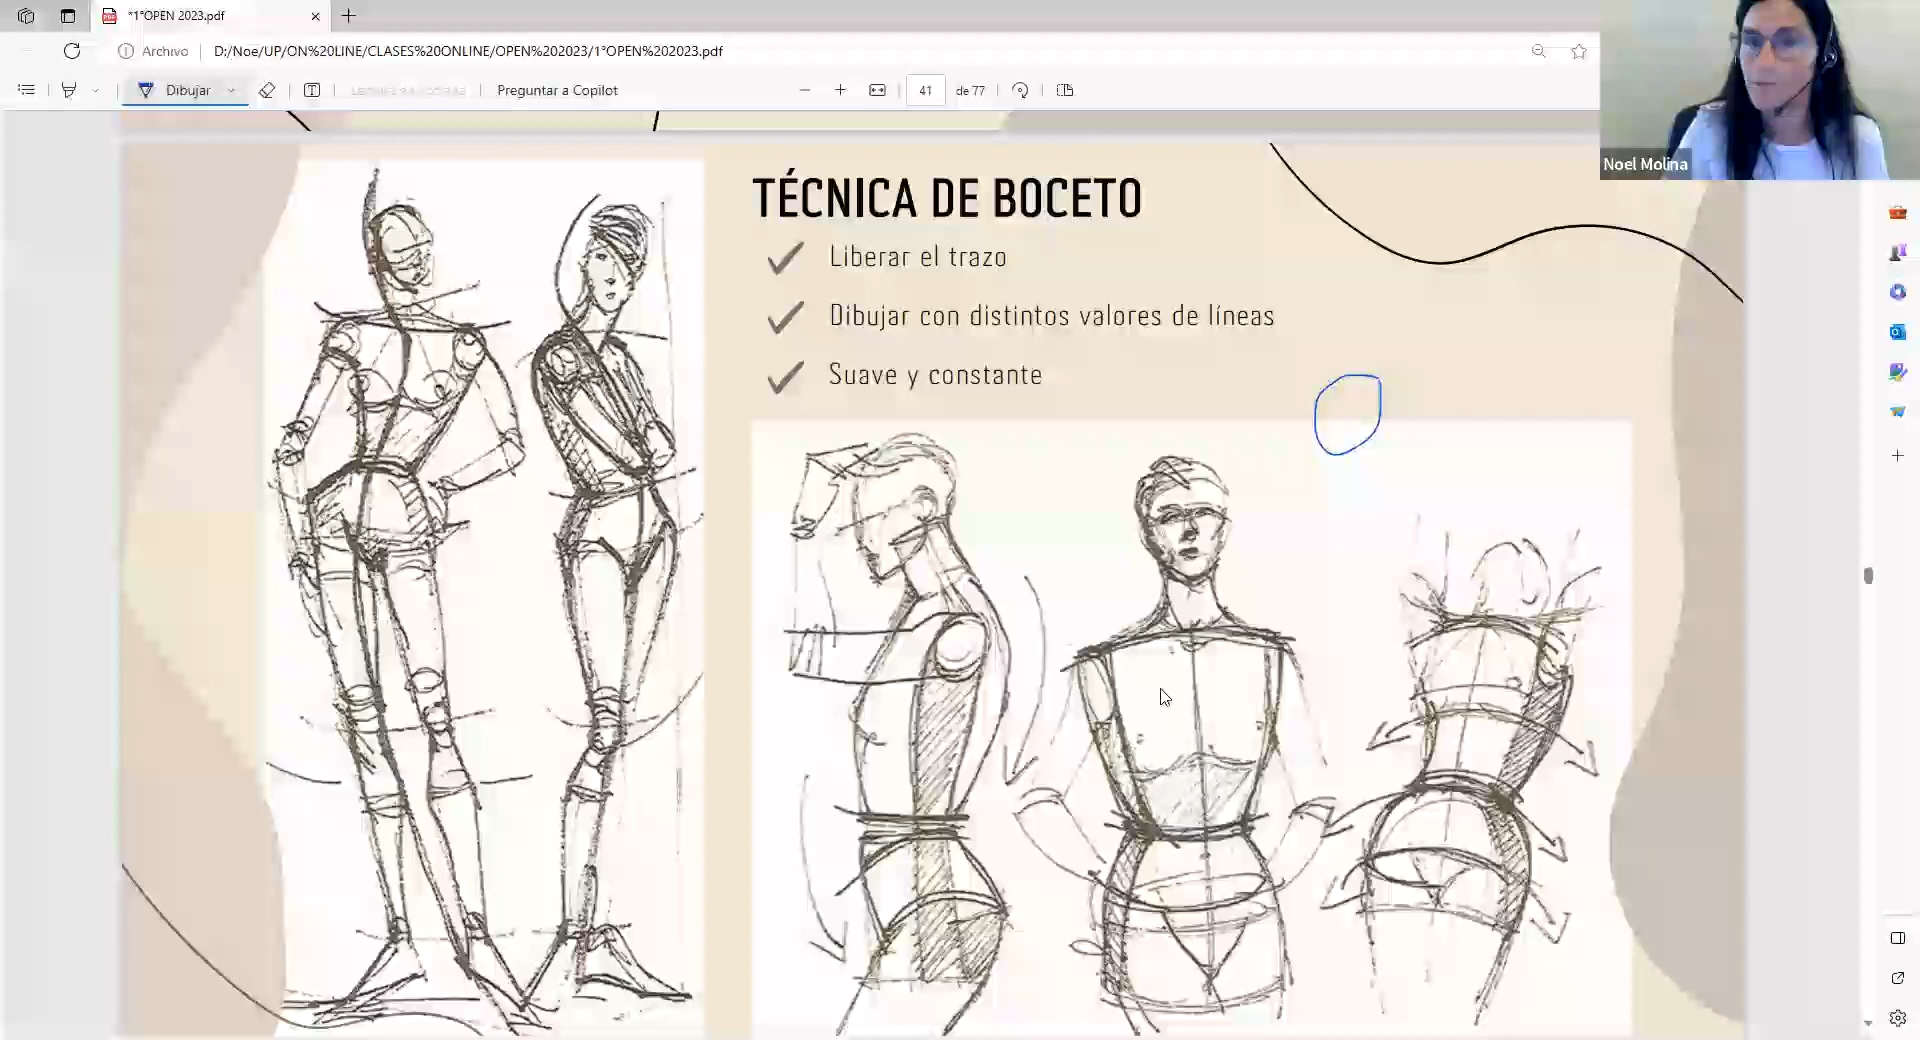 *1°OPEN 2023.pdf
Archivo
D:/Noe/UP/ON%20LINE/CLASES%20ONLINE/OPEN%202023/1°OPEN%202023.pdf
Dibujar
Preguntar a Copilot
41
de 77
Noel Molina
TÉCNICA DE BOCETO
Liberar el trazo
Dibujar con distintos valores de líneas
Suave y constante